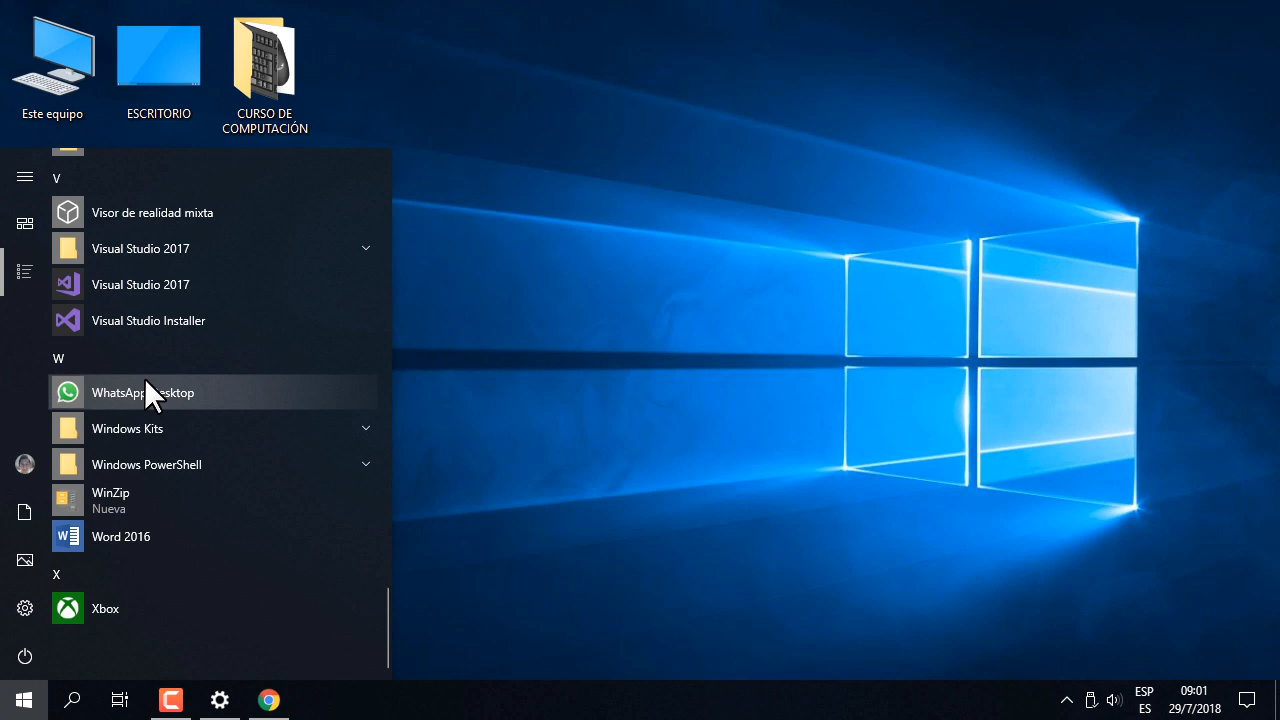 Este equipo
ESCRITORIO
CURSO DE
COMPUTACIÓN
V
Visor de realidad mixta
Visual Studio 2017
Visual Studio 2017
Visual Studio Installer
W
WhatsApp Desktop
Windows Kits
Windows PowerShell
WinZip
Nueva
Word 2016
X
Xbox
ESP
ES
09:01
29/7/2018